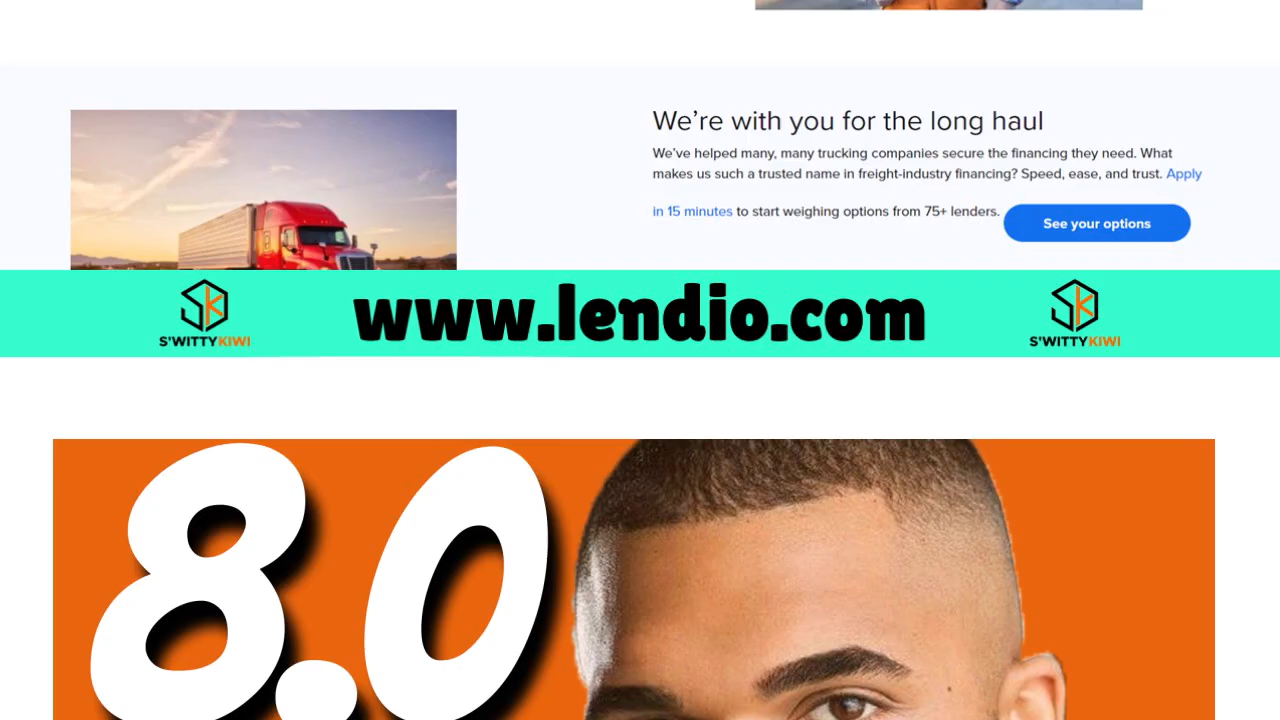 We’re with you for the long haul
We’ve helped many, many trucking companies secure the financing they need. What
makes us such a trusted name in freight-industry financing? Speed, ease, and trust. Apply
in 15 minutes to start weighing options from 75+ lenders.
See your options
SK
S'WITTYKIWI
www.lendio.com
SK
S'WITTYKIWI
8.0